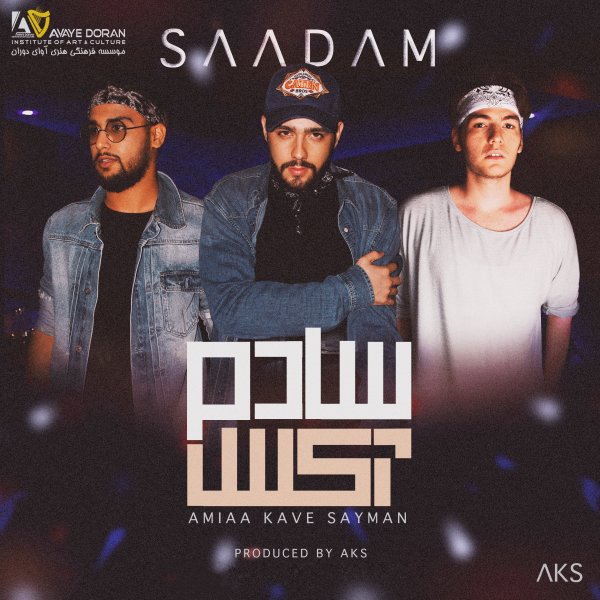 AVAYE DORAN
INSTITUTE OF ART & CULTURE
موسسه فرهنگی هنری آوای دوران
SAADAM
سادم
آکس
AMIAA KAVE SAYMAN
PRODUCED BY AKS
AKS